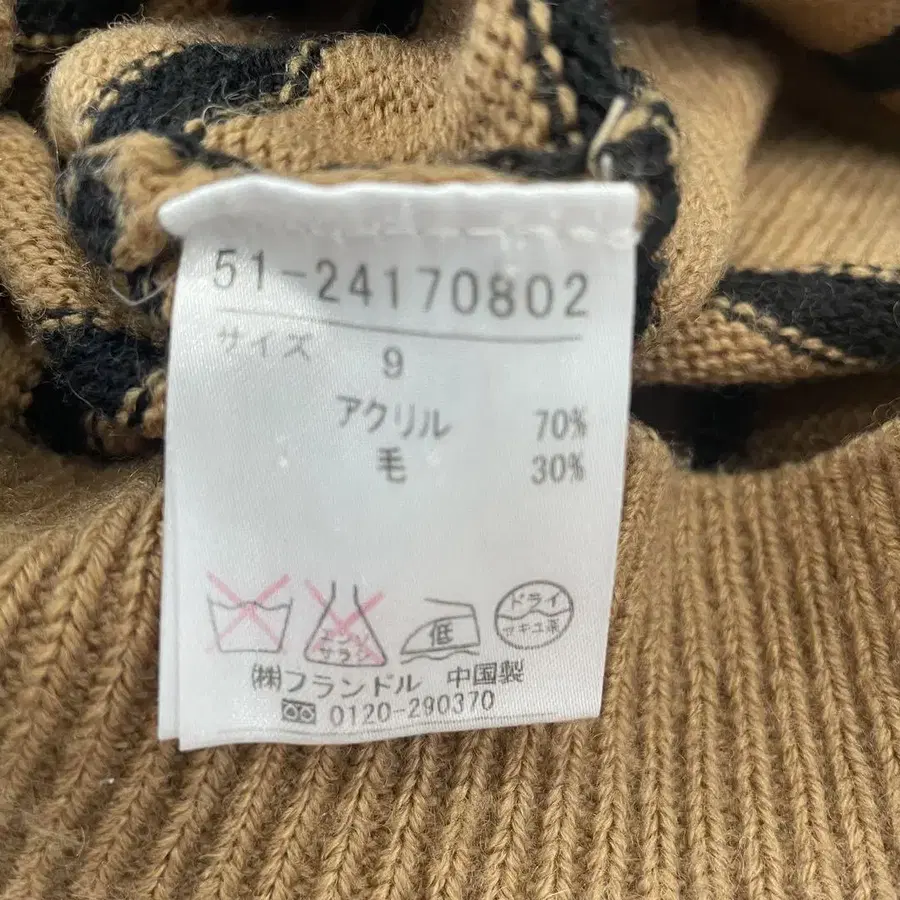 51-24170802
サイズ 9
アクリル 70%
毛 30%
エンソ
サラシ
低
ドライ
セキユ系
(株)フランドル 中国製
0120-290370